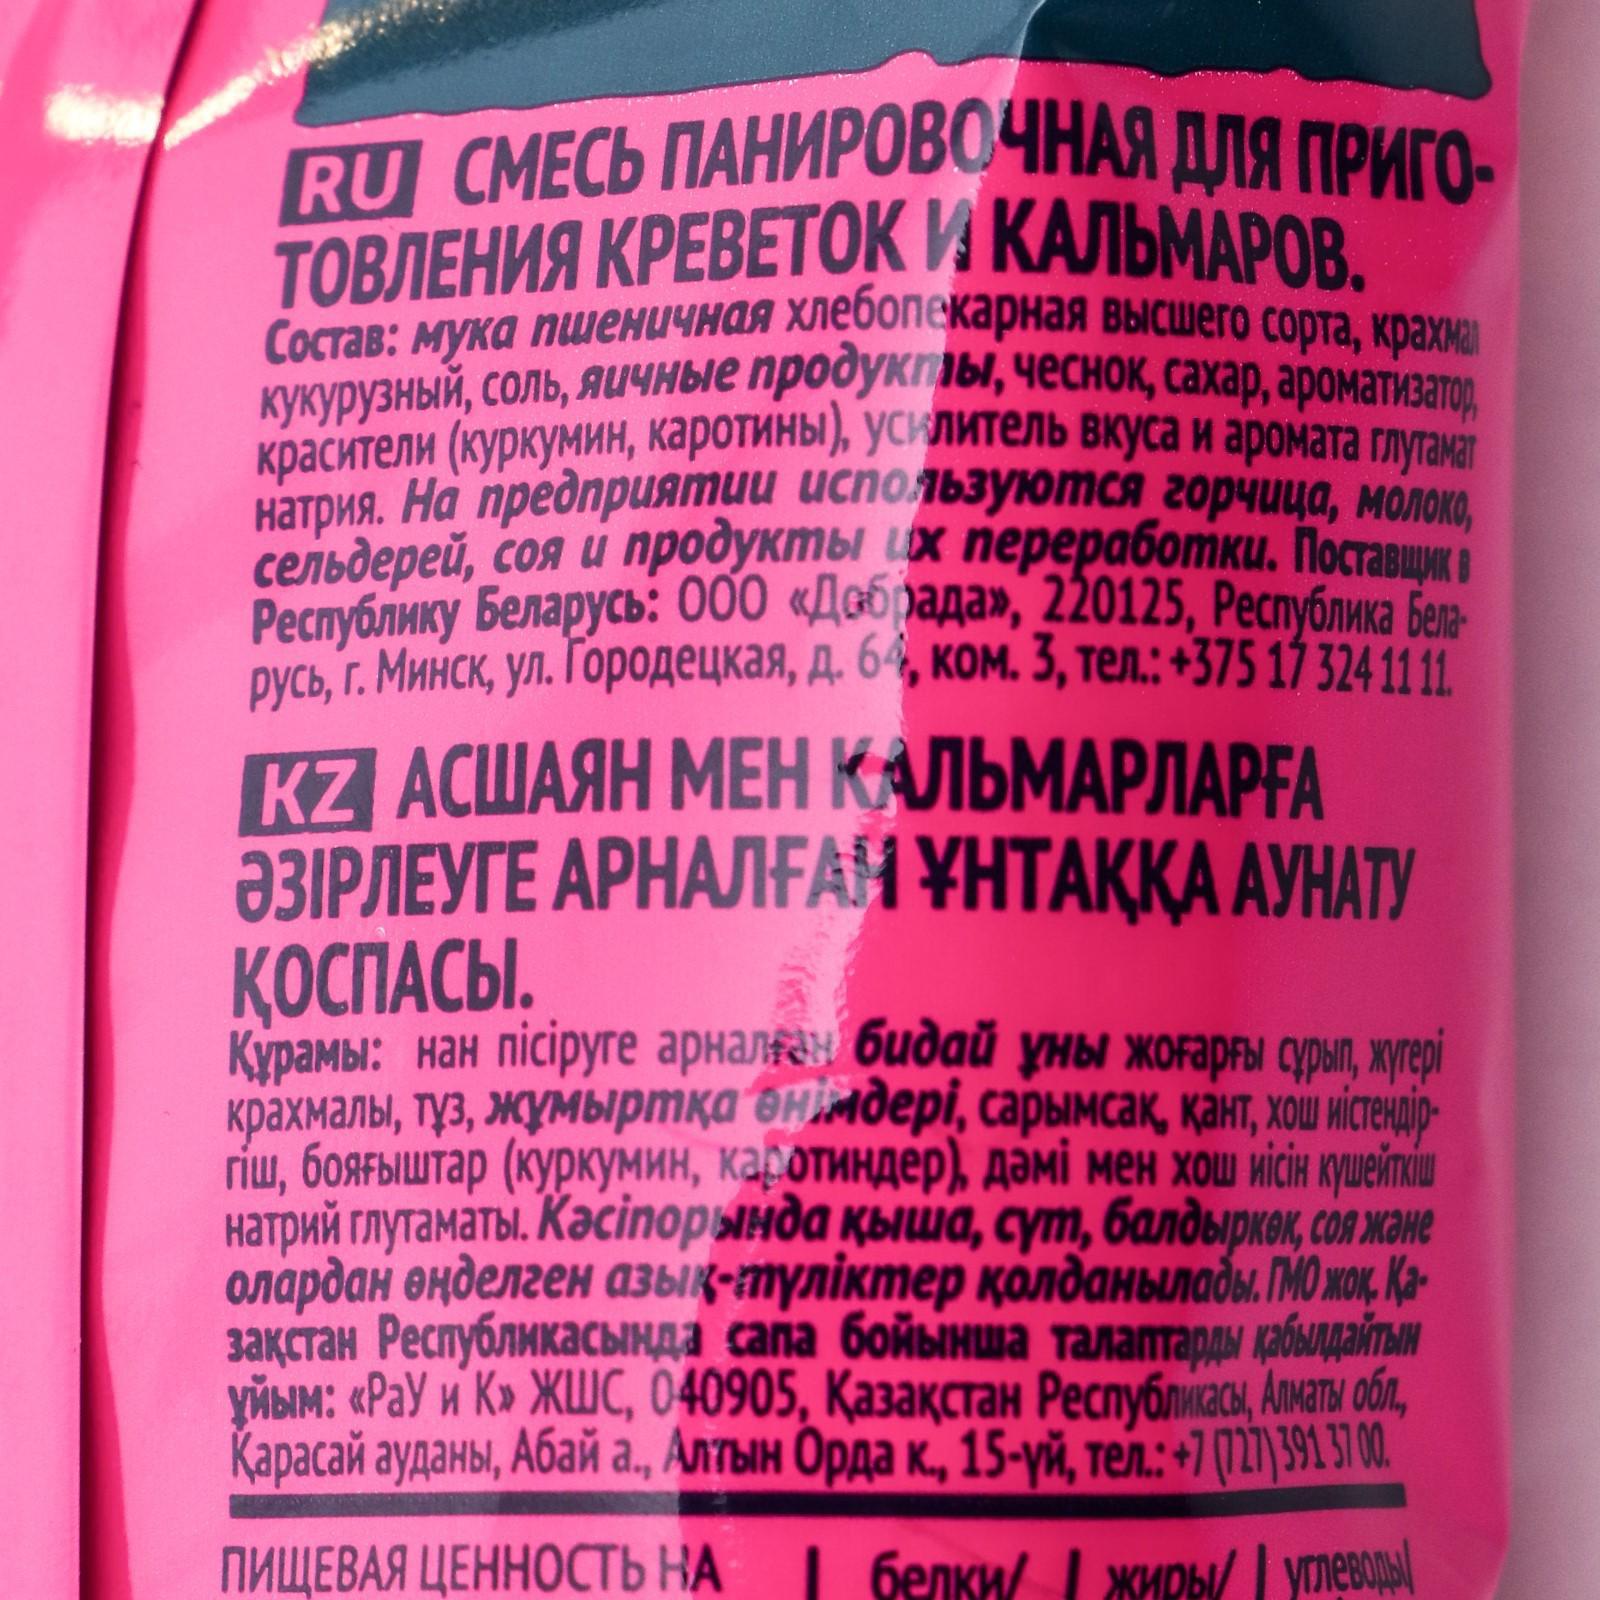 RU СМЕСЬ ПАНИРОВОЧНАЯ ДЛЯ ПРИГО-
ТОВЛЕНИЯ КРЕВЕТОК И КАЛЬМАРОВ.
Состав: мука пшеничная хлебопекарная высшего сорта, крахмал
кукурузный, соль, яичные продукты, чеснок, сахар, ароматизатор,
красители (куркумин, каротины), усилитель вкуса и аромата глутамат
натрия. На предприятии используются горчица, молоко,
сельдерей, соя и продукты их переработки. Поставщик в
Республику Беларусь: ООО «Добрада», 220125, Республика Бела-
русь, г. Минск, ул. Городецкая, д. 64, ком. 3, тел.: +375 17 324 11 11.
KZ АСШАЯН МЕН КАЛЬМАРЛАРҒА
ӘЗІРЛЕУГЕ АРНАЛҒАН ҰНТАҚҚА АУНАТУ
ҚОСПАСЫ.
Құрамы: нан пісіруге арналған бидай ұны жоғарғы сұрып, жүгері
крахмалы, тұз, жұмыртқа өнімдері, сарымсақ, қант, хош иістендір-
гіш, бояғыштар (куркумин, каротиндер), дәмі мен хош иісін күшейткіш
натрий глутаматы. Кәсіпорында қыша, сүт, балдыркөк, соя және
олардан өңделген азық-түліктер қолданылады. ГМО жоқ. Қа-
зақстан Республикасында сапа бойынша талаптарды қабылдайтын
ұйым: «РаУ и К» ЖШС, 040905, Қазақстан Республикасы, Алматы обл.,
Қарасай ауданы, Абай а., Алтын Орда к., 15-үй, тел.: +7 (727) 391 37 00.
ПИЩЕВАЯ ЦЕННОСТЬ НА | белки/ | жиры/ | углеводы/